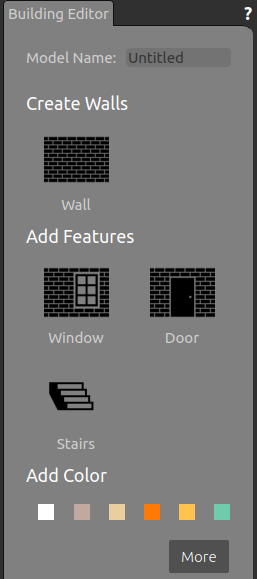 Building Editor ?
Model Name: Untitled
Create Walls
Wall
Add Features
Window Door
Stairs
Add Color
More